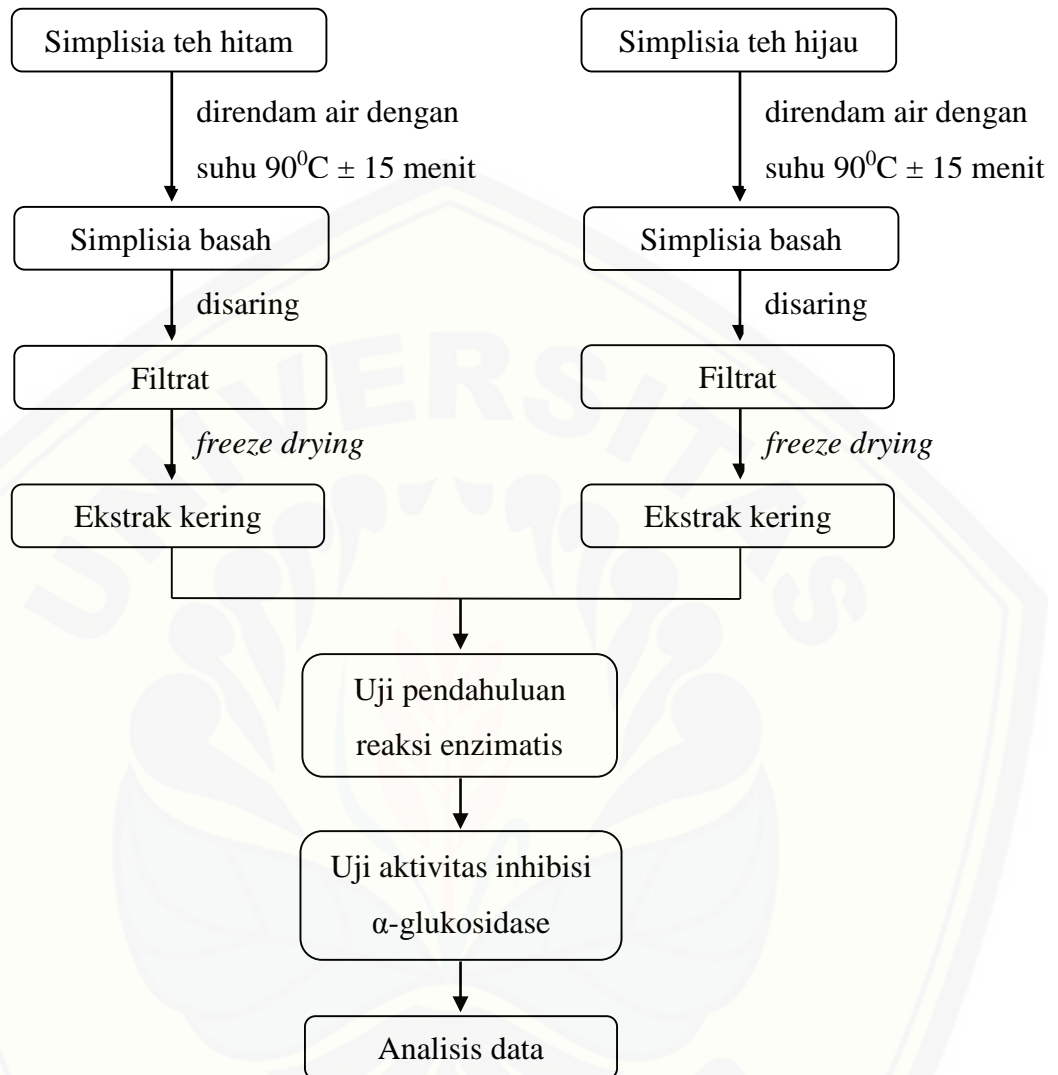 Simplisia teh hitam
direndam air dengan
suhu 90⁰C ± 15 menit
Simplisia basah
disaring
Filtrat
freeze drying
Ekstrak kering
Simplisia teh hijau
direndam air dengan
suhu 90⁰C ± 15 menit
Simplisia basah
disaring
Filtrat
freeze drying
Ekstrak kering
Uji pendahuluan
reaksi enzimatis
Uji aktivitas inhibisi
α-glukosidase
Analisis data
UNIVERSITAS